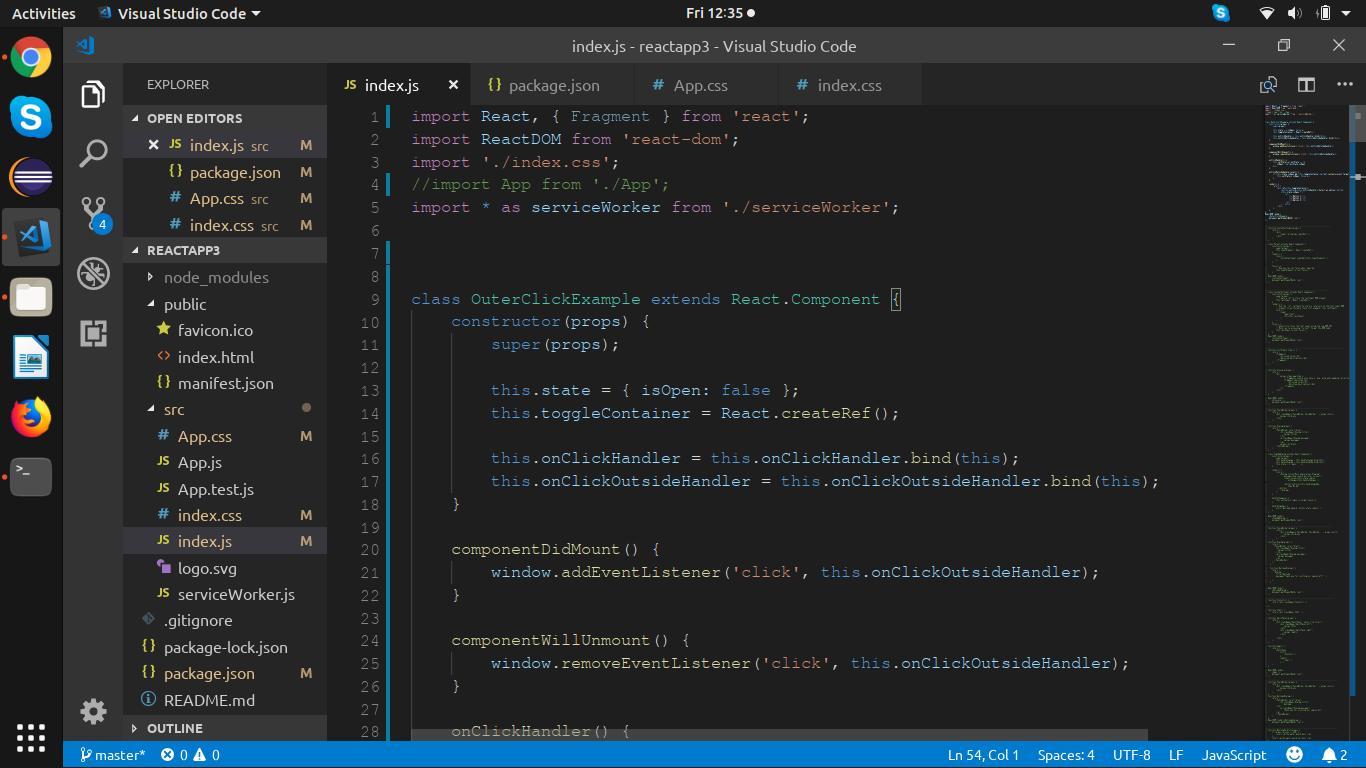 Activities Visual Studio Code Fri 12:35
index.js - reactapp3 - Visual Studio Code
EXPLORER
OPEN EDITORS
JS index.js src M
{} package.json M
# App.css src M
# index.css src M
4
REACTAPP3
node_modules
public
favicon.ico
<> index.html
{} manifest.json
src
# App.css M
JS App.js
JS App.test.js
# index.css M
JS index.js M
logo.svg
JS serviceWorker.js
.gitignore
{} package-lock.json
{} package.json M
README.md
OUTLINE
JS index.js {} package.json # App.css # index.css
1 import React, { Fragment } from 'react';
2 import ReactDOM from 'react-dom';
3 import './index.css';
4 //import App from './App';
5 import * as serviceWorker from './serviceWorker';
6
7
8
9 class OuterClickExample extends React.Component {
10 constructor(props) {
11 super(props);
12
13 this.state = { isOpen: false };
14 this.toggleContainer = React.createRef();
15
16 this.onClickHandler = this.onClickHandler.bind(this);
17 this.onClickOutsideHandler = this.onClickOutsideHandler.bind(this);
18 }
19
20 componentDidMount() {
21 window.addEventListener('click', this.onClickOutsideHandler);
22 }
23
24 componentWillUnmount() {
25 window.removeEventListener('click', this.onClickOutsideHandler);
26 }
27
28 onClickHandler() {
master* 0 0 Ln 54, Col 1 Spaces: 4 UTF-8 LF JavaScript 2